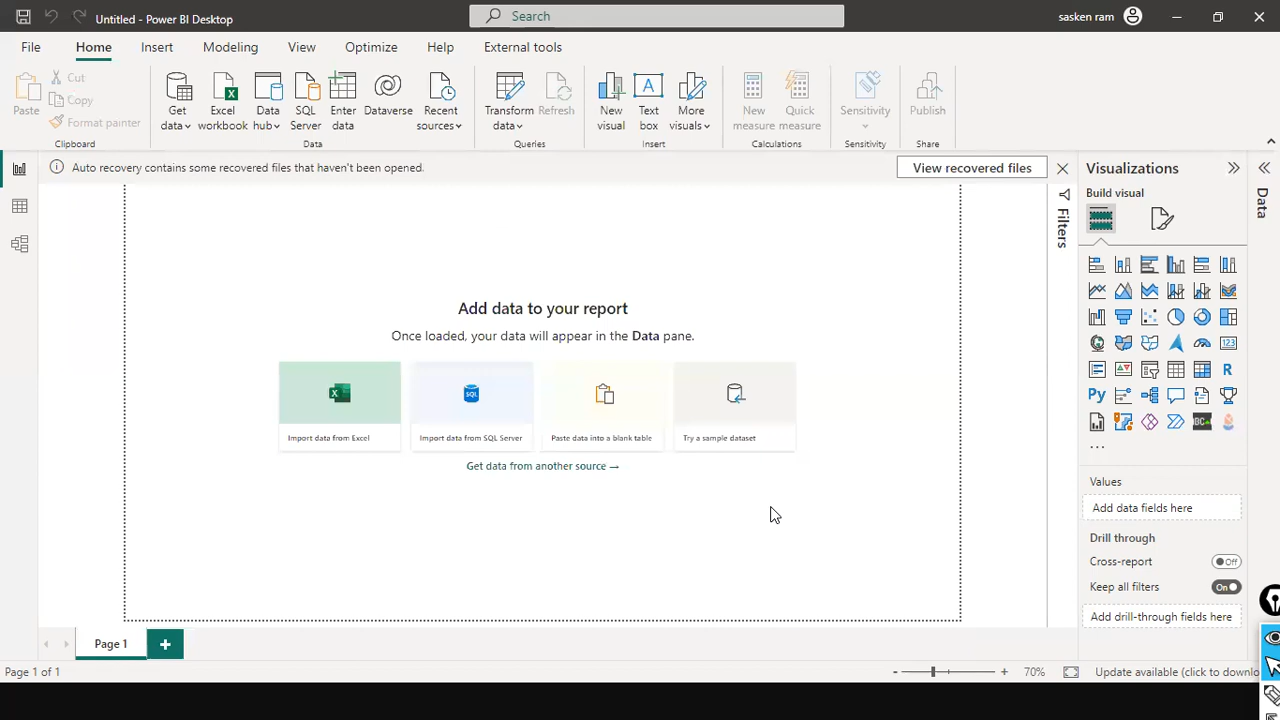 Untitled - Power BI Desktop
Search
sasken ram
File Home Insert Modeling View Optimize Help External tools
Paste
Cut
Copy
Format painter
Clipboard
Get data
Excel workbook
Data hub
SQL Server
Enter data
Dataverse
Recent sources
Data
Transform data
Refresh
Queries
New visual
Text box
More visuals
Insert
New measure
Quick measure
Calculations
Sensitivity
Sensitivity
Publish
Share
Auto recovery contains some recovered files that haven't been opened.
View recovered files
Add data to your report
Once loaded, your data will appear in the Data pane.
Import data from Excel
SQL
Import data from SQL Server
Paste data into a blank table
Try a sample dataset
Get data from another source →
Filters
Visualizations
Build visual
123
R
Py
Values
Add data fields here
Drill through
Cross-report
Off
Keep all filters
On
Add drill-through fields here
Data
Page 1
Page 1 of 1
- + 70%
Update available (click to downlo